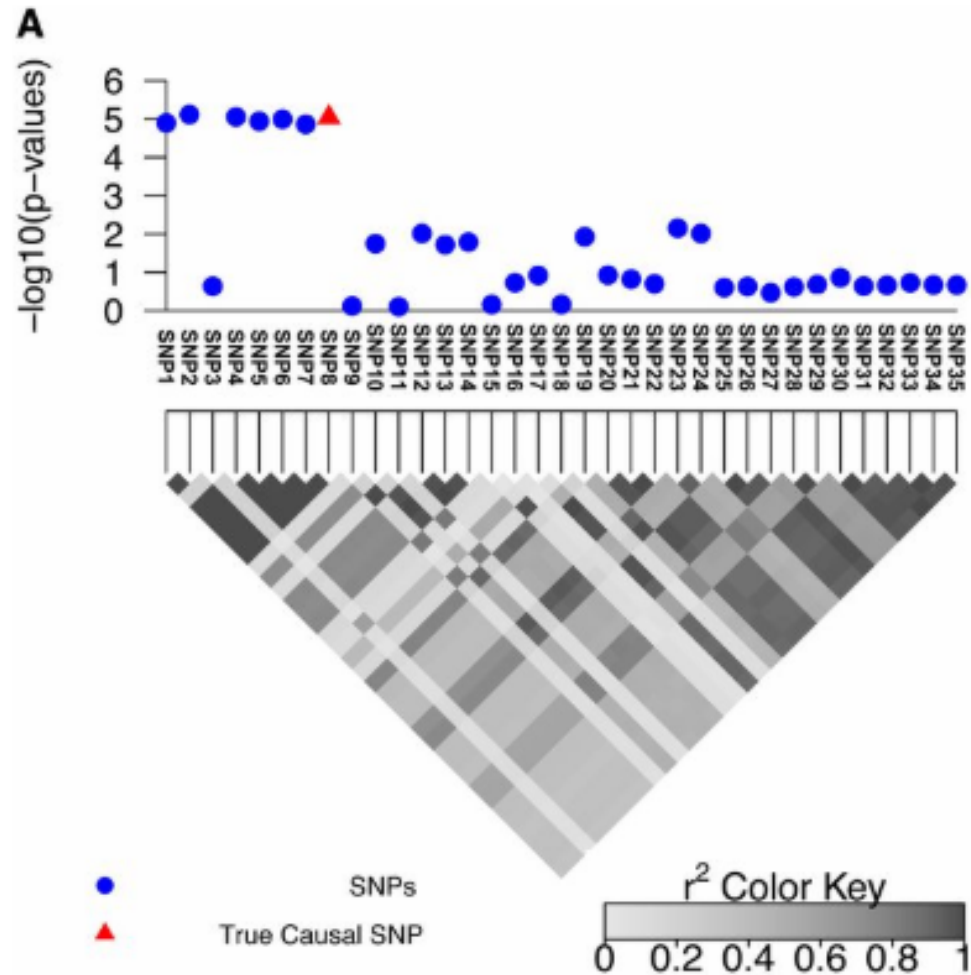 A
−log10(p−values)
6
5
4
3
2
1
0
SNP1
SNP2
SNP3
SNP4
SNP5
SNP6
SNP7
SNP8
SNP9
SNP10
SNP11
SNP12
SNP13
SNP14
SNP15
SNP16
SNP17
SNP18
SNP19
SNP20
SNP21
SNP22
SNP23
SNP24
SNP25
SNP26
SNP27
SNP28
SNP29
SNP30
SNP31
SNP32
SNP33
SNP34
SNP35
SNPs
True Causal SNP
r² Color Key
0 0.2 0.4 0.6 0.8 1